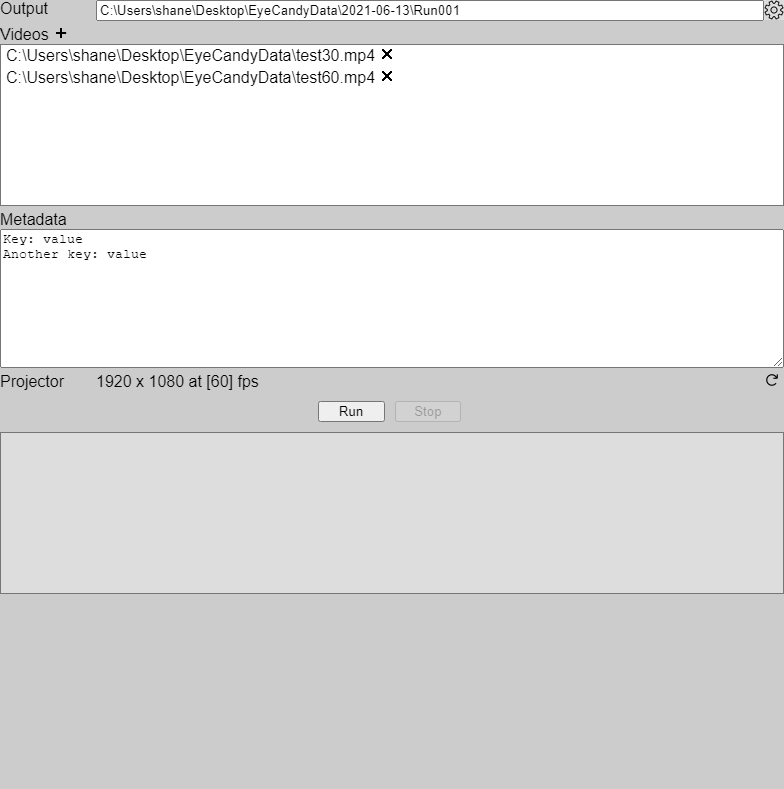 Output C:\Users\shane\Desktop\EyeCandyData\2021-06-13\Run001
Videos +
C:\Users\shane\Desktop\EyeCandyData\test30.mp4 ✕
C:\Users\shane\Desktop\EyeCandyData\test60.mp4 ✕
Metadata
Key: value
Another key: value
Projector 1920 x 1080 at [60] fps
Run Stop